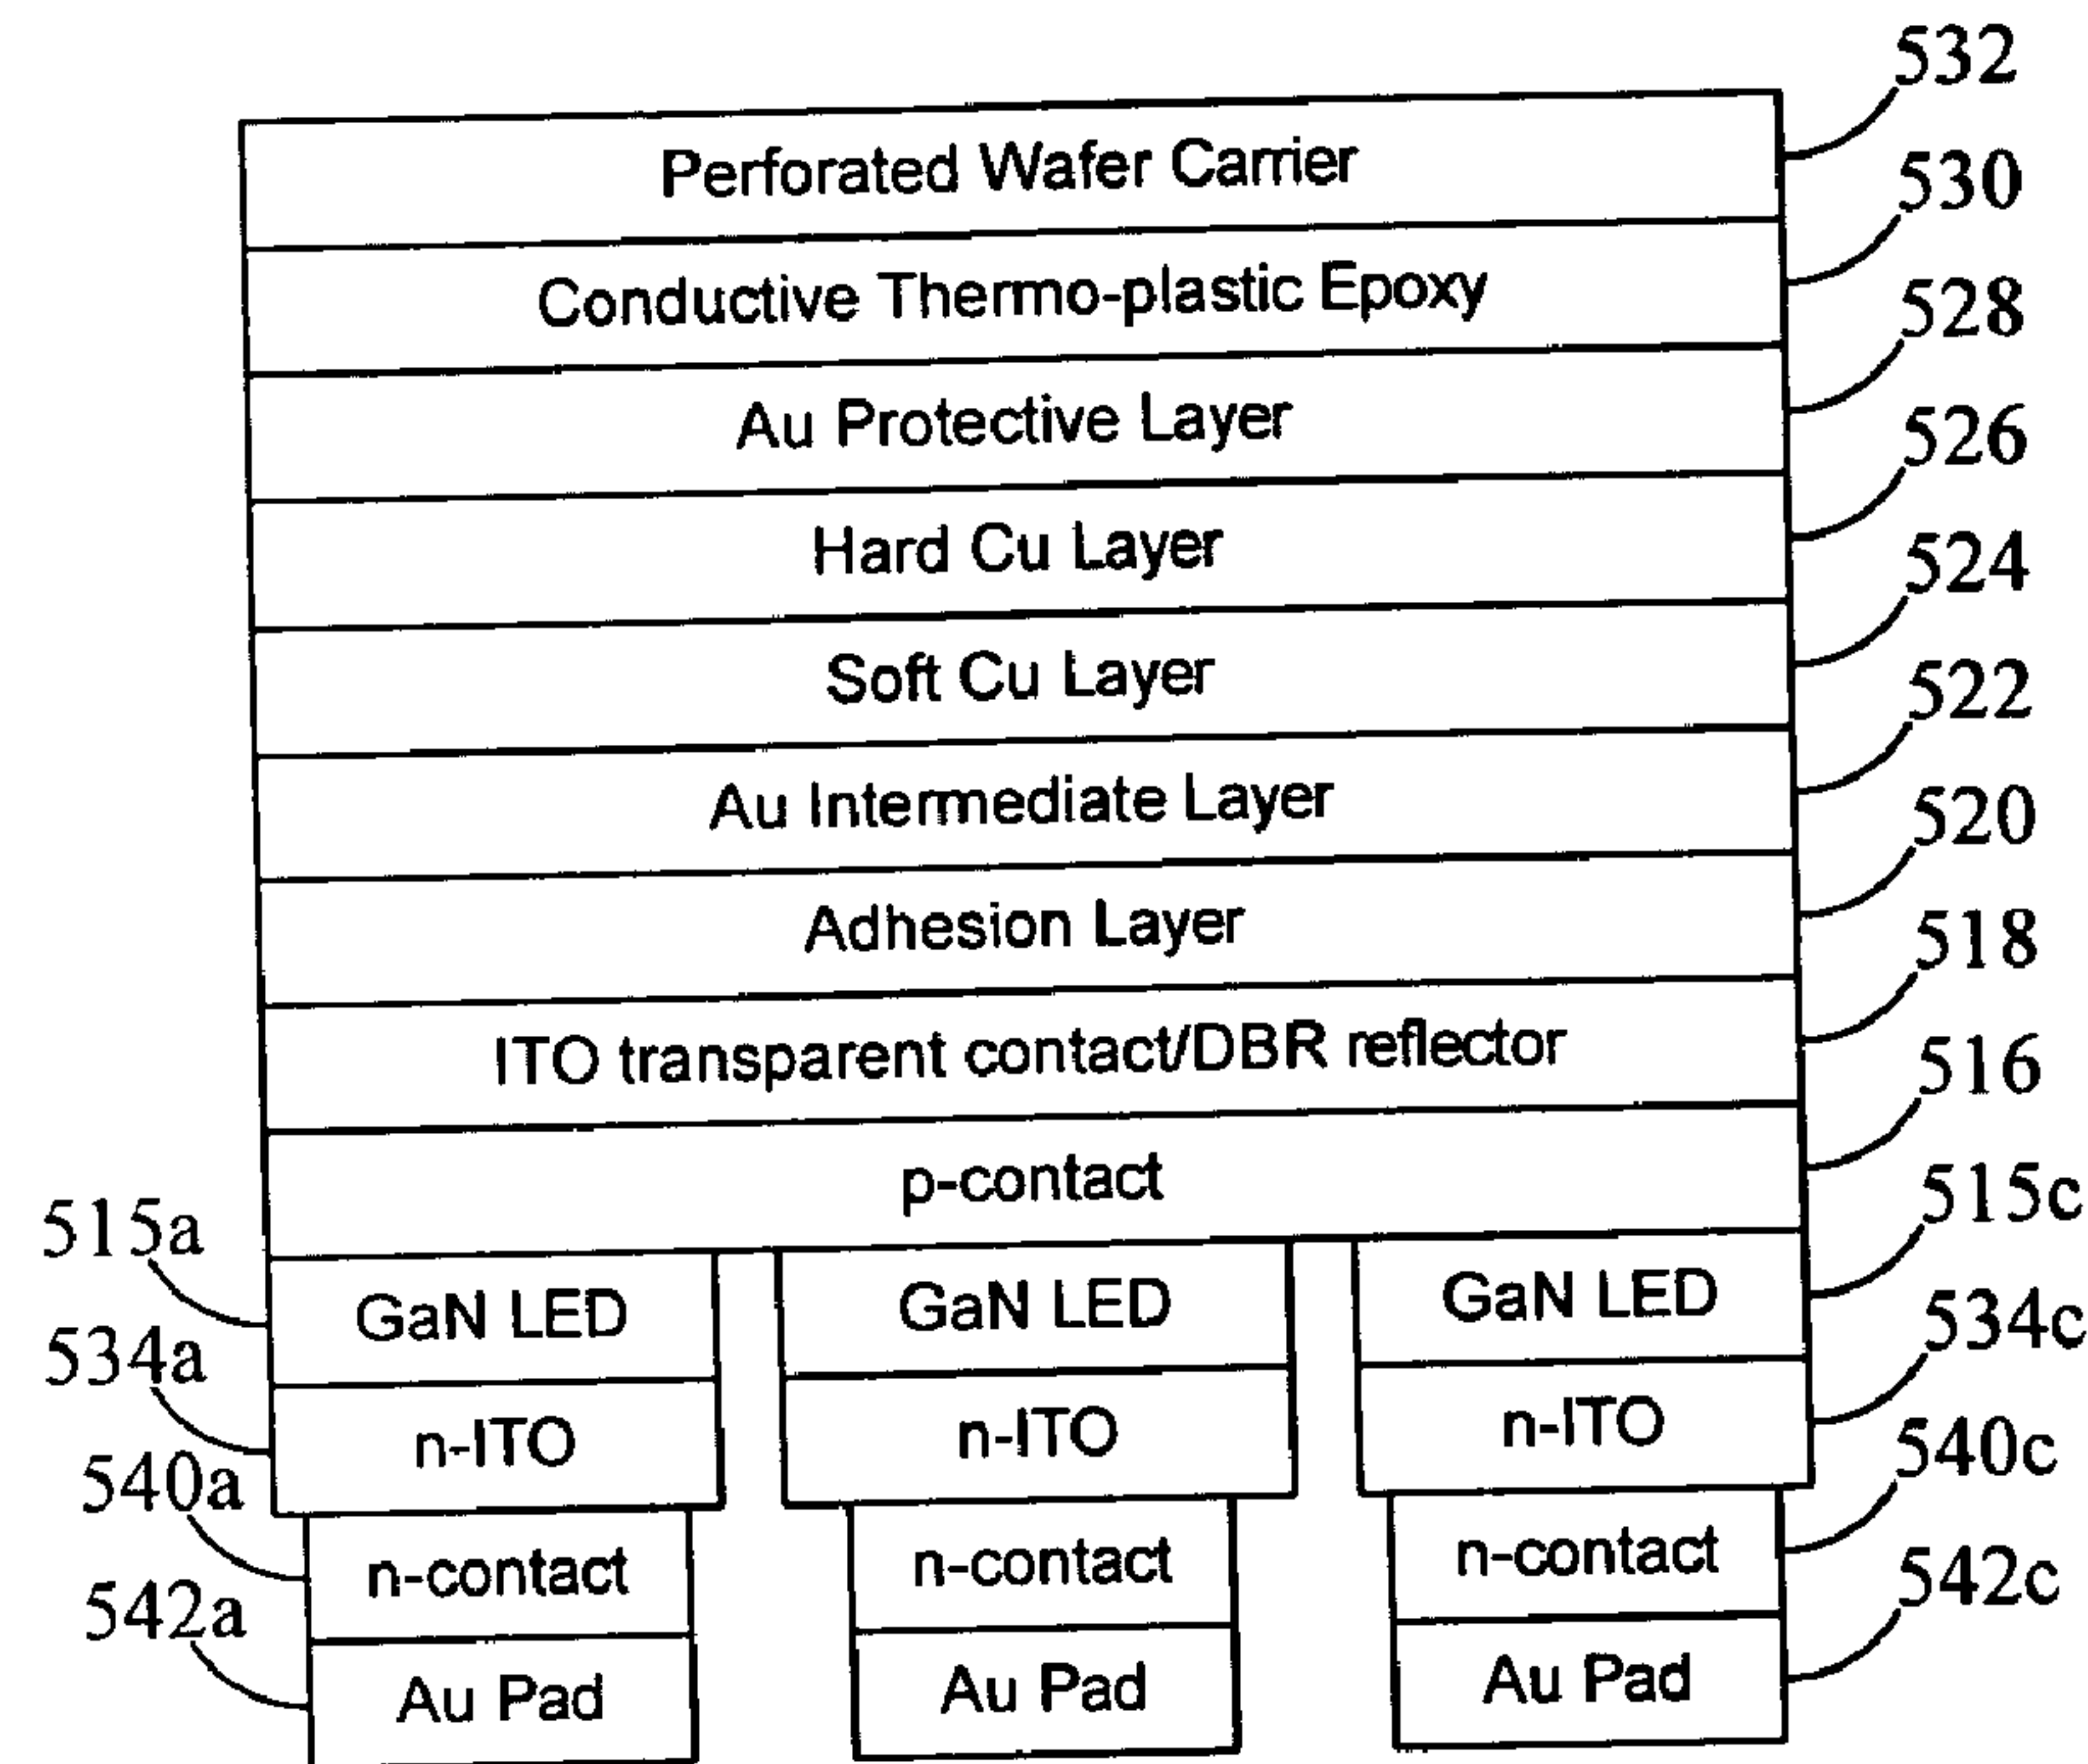 532
Perforated Wafer Carrier
530
Conductive Thermo-plastic Epoxy
528
Au Protective Layer
526
Hard Cu Layer
524
Soft Cu Layer
522
Au Intermediate Layer
520
Adhesion Layer
518
ITO transparent contact/DBR reflector
516
p-contact
515a
515c
GaN LED GaN LED GaN LED
534a
534c
n-ITO n-ITO n-ITO
540a
540c
n-contact n-contact n-contact
542a
542c
Au Pad Au Pad Au Pad